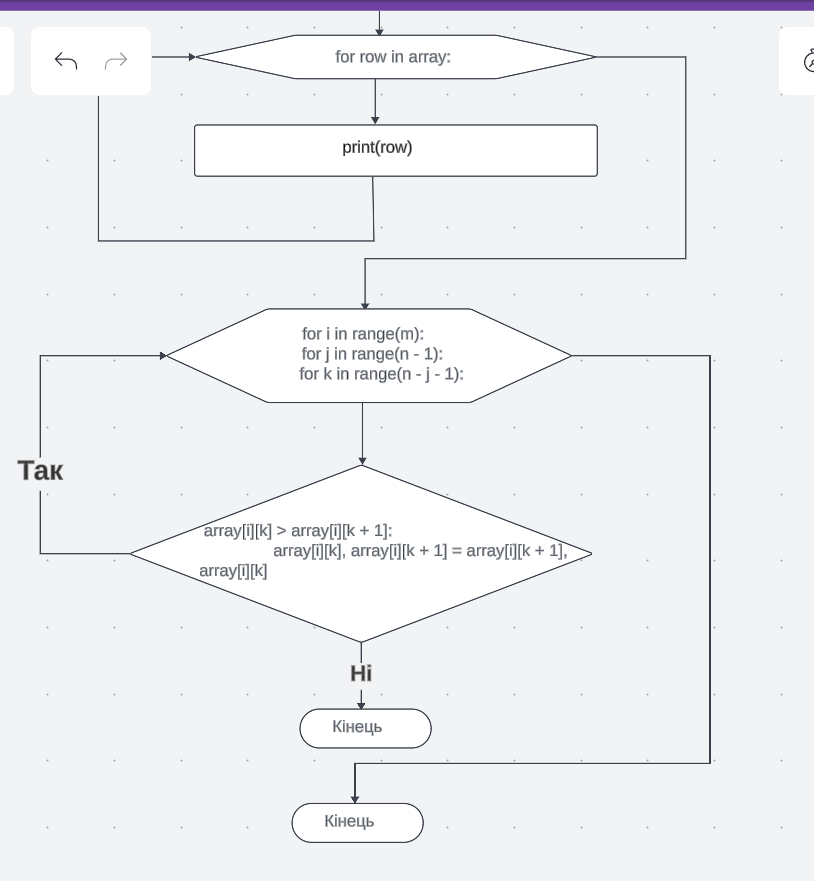 for row in array:
print(row)
for i in range(m):
for j in range(n - 1):
for k in range(n - j - 1):
Так
array[i][k] > array[i][k + 1]:
array[i][k], array[i][k + 1] = array[i][k + 1],
array[i][k]
Ні
Кінець
Кінець